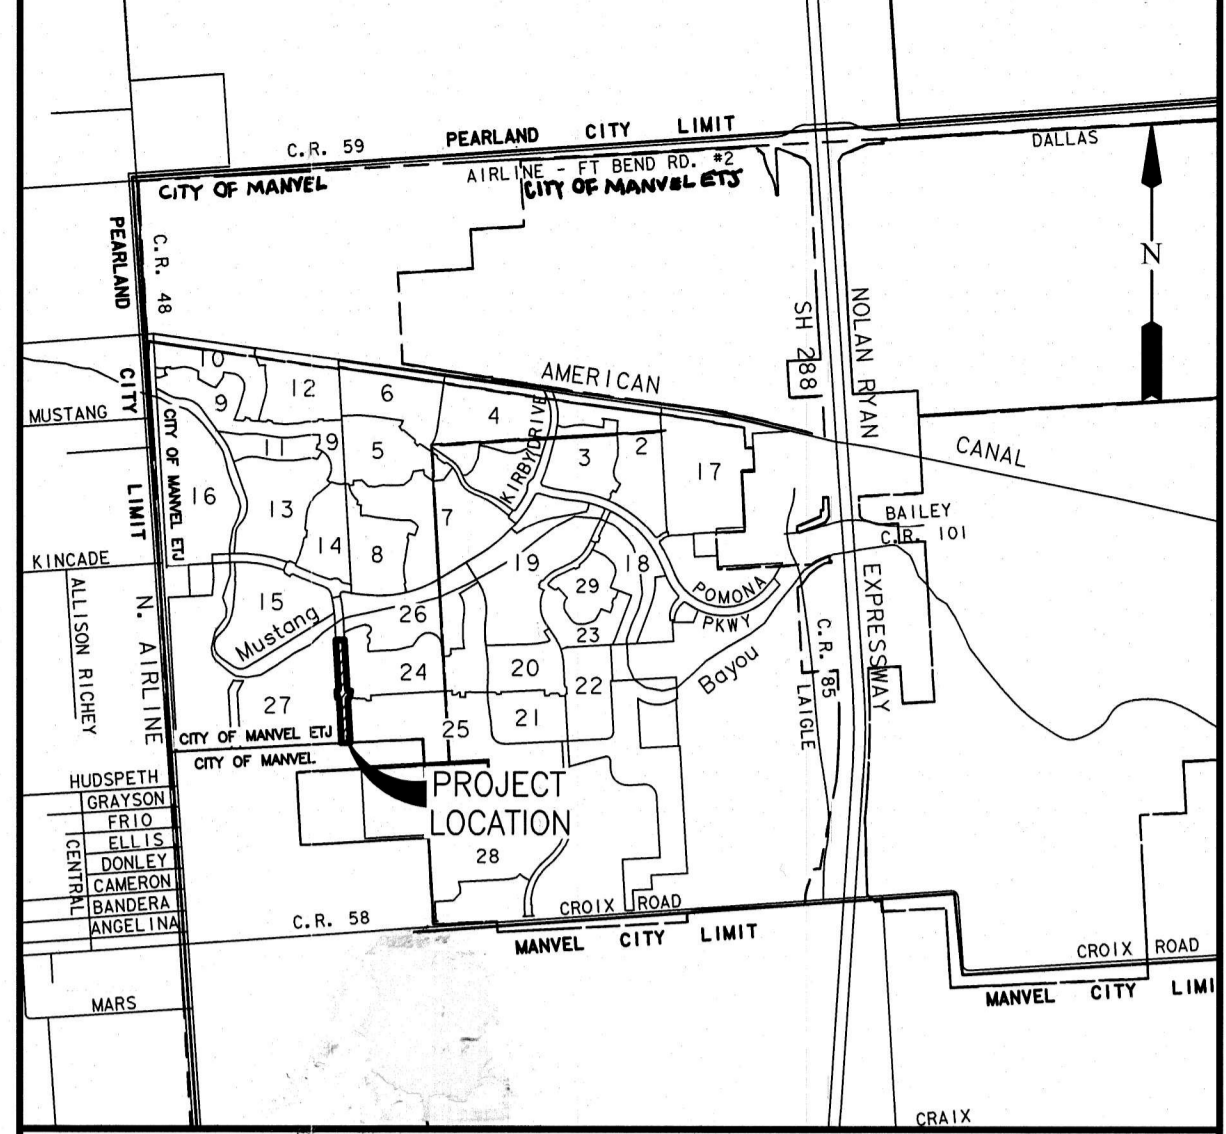 C.R. 59
PEARLAND CITY LIMIT
DALLAS
AIRLINE - FT BEND RD. #2
CITY OF MANVEL
CITY OF MANVEL ETJ
PEARLAND
C.R. 48
N
SH 288
NOLAN RYAN
AMERICAN
10
12
6
4
9
CITY
MUSTANG
CITY OF MANVEL ETJ
KIRBY DRIVE
11
9
5
3
2
17
CANAL
16
LIMIT
13
7
BAILEY
C.R. 101
14
8
19
18
KINCADE
ALLISON RICHEY
N. AIRLINE
15
29
POMONA
PKWY
EXPRESSWAY
Mustang
26
23
C.R. 85
Bayou
24
20
22
LAIGLE
27
21
25
CITY OF MANVEL ETJ
CITY OF MANVEL
PROJECT
LOCATION
HUDSPETH
GRAYSON
FRIO
ELLIS
DONLEY
CAMERON
BANDERA
ANGELINA
CENTRAL
28
C.R. 58
CROIX ROAD
MANVEL CITY LIMIT
CROIX ROAD
MANVEL CITY LIMI
MARS
CRAIX